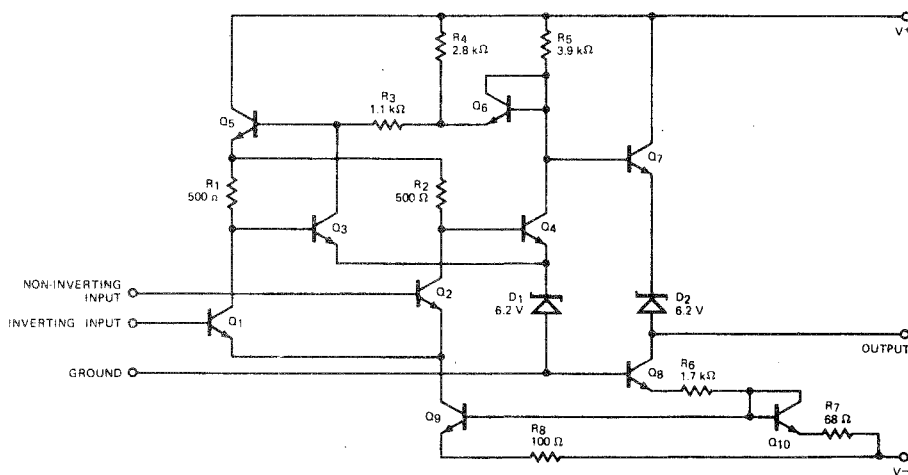 R4
2.8 kΩ
R5
3.9 kΩ
V+
R3
1.1 kΩ
Q6
Q5
Q7
R1
500 Ω
R2
500 Ω
Q3
Q4
NON-INVERTING
INPUT
Q2
D1
6.2 V
D2
6.2 V
INVERTING INPUT
Q1
OUTPUT
GROUND
Q8
R6
1.7 kΩ
Q9
R7
68 Ω
Q10
R8
100 Ω
V−